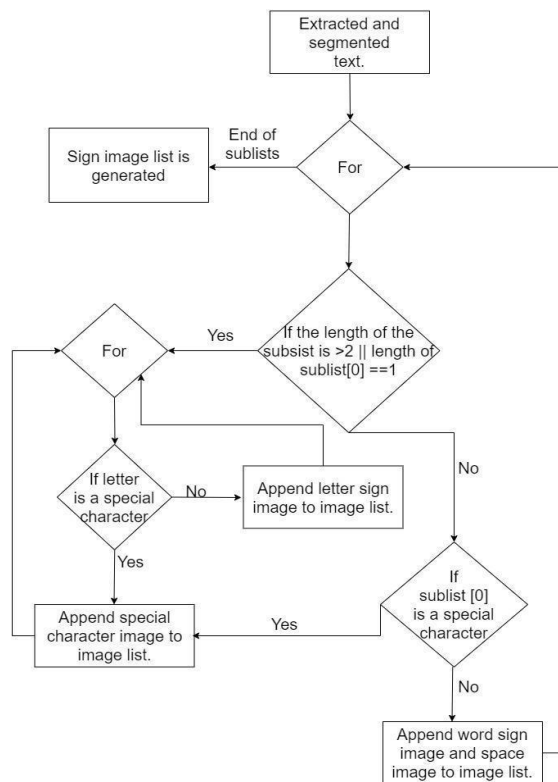 Extracted and
segmented
text.
End of
sublists
Sign image list is
generated
For
If the length of the
subsist is >2 || length of
sublist[0] ==1
Yes
For
No
If letter
is a special
character
No
Append letter sign
image to image list.
Yes
If
sublist [0]
is a special
character
Yes
Append special
character image to
image list.
No
Append word sign
image and space
image to image list.